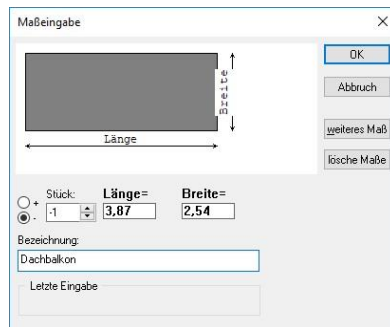 Maßeingabe
OK
Abbruch
weiteres Maß
lösche Maße
Breite
Länge
+
-
Stück:
-1
Länge=
3,87
Breite=
2,54
Bezeichnung:
Dachbalkon
Letzte Eingabe